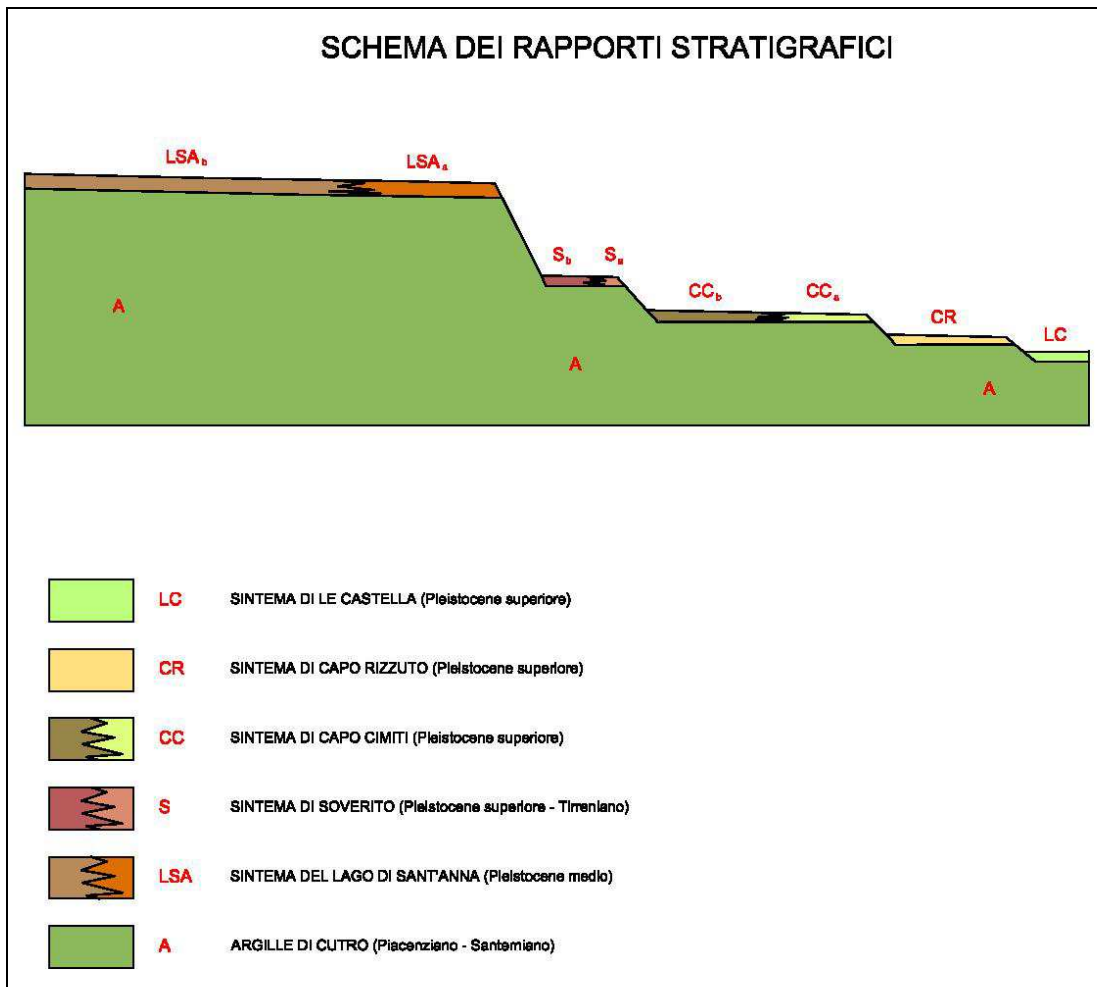 SCHEMA DEI RAPPORTI STRATIGRAFICI
LSAb LSAa
Sb Sa
CCb CCa
CR
LC
A
A
A
LC SINTEMA DI LE CASTELLA (Pleistocene superiore)
CR SINTEMA DI CAPO RIZZUTO (Pleistocene superiore)
CC SINTEMA DI CAPO CIMITI (Pleistocene superiore)
S SINTEMA DI SOVERITO (Pleistocene superiore - Tirreniano)
LSA SINTEMA DEL LAGO DI SANT'ANNA (Pleistocene medio)
A ARGILLE DI CUTRO (Piacenziano - Santerniano)